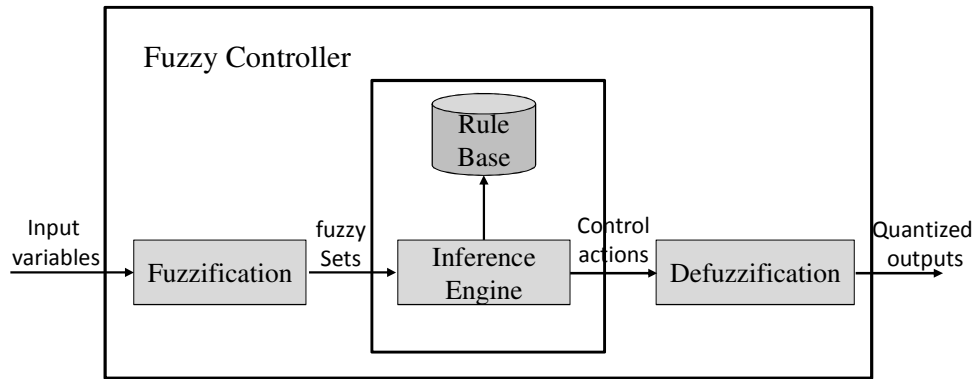 Fuzzy Controller
Rule
Base
Input
variables
Fuzzification
fuzzy
Sets
Inference
Engine
Control
actions
Defuzzification
Quantized
outputs